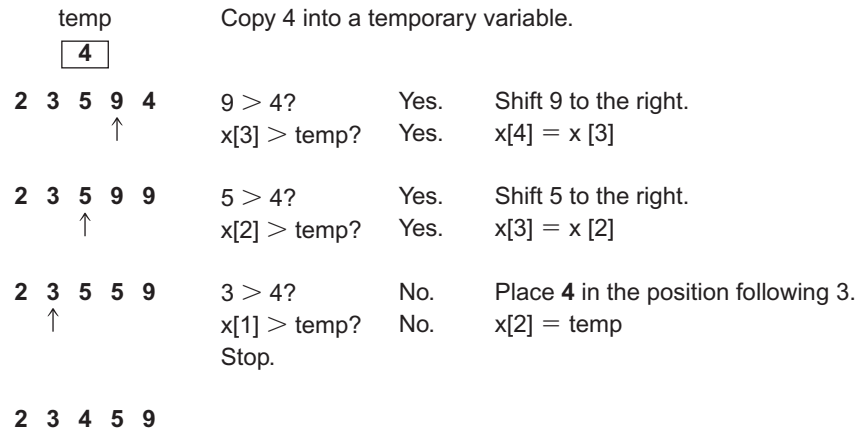 temp Copy 4 into a temporary variable.
4
2 3 5 9 4 9 > 4? Yes. Shift 9 to the right.
↑ x[3] > temp? Yes. x[4] = x [3]
2 3 5 9 9 5 > 4? Yes. Shift 5 to the right.
↑ x[2] > temp? Yes. x[3] = x [2]
2 3 5 5 9 3 > 4? No. Place 4 in the position following 3.
↑ x[1] > temp? No. x[2] = temp
Stop.
2 3 4 5 9